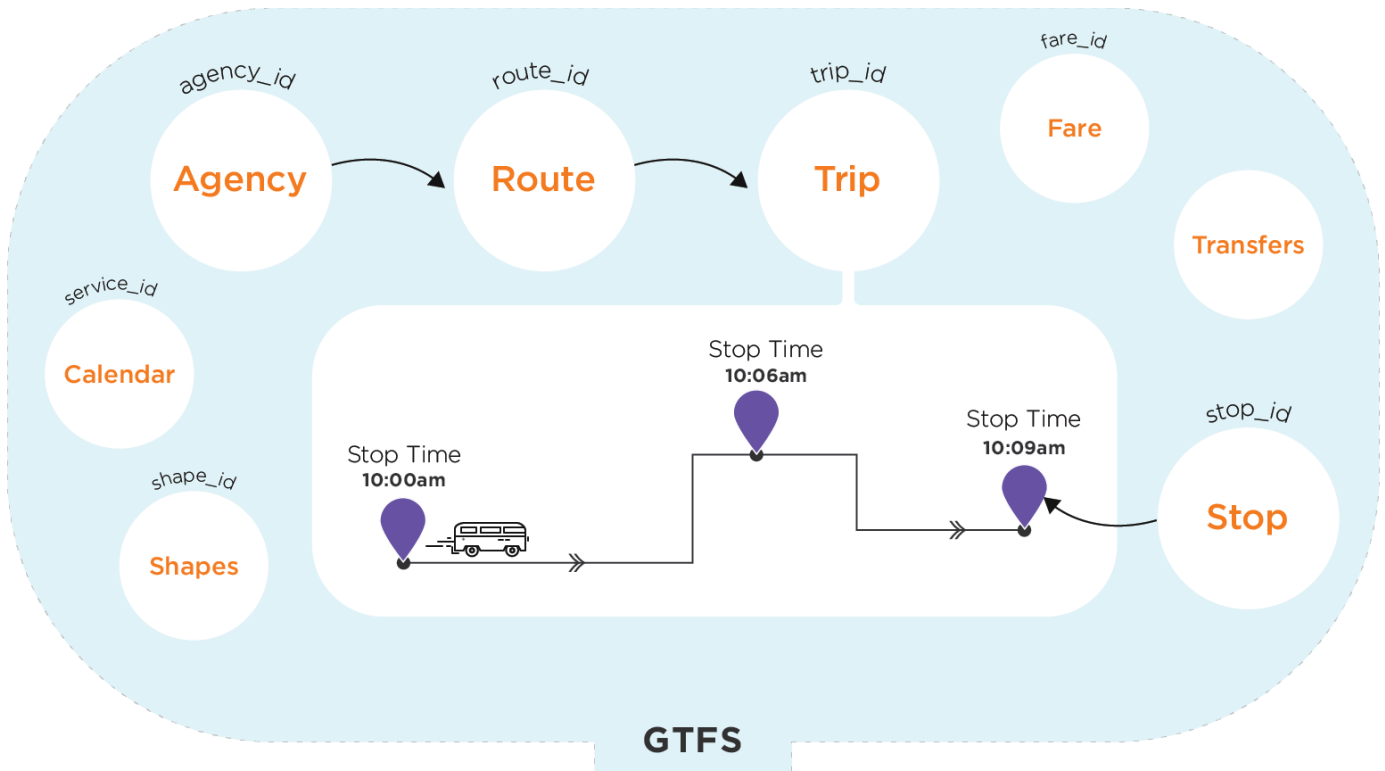 agency_id
Agency
route_id
Route
trip_id
Trip
fare_id
Fare
Transfers
service_id
Calendar
shape_id
Shapes
Stop Time
10:00am
Stop Time
10:06am
Stop Time
10:09am
stop_id
Stop
GTFS